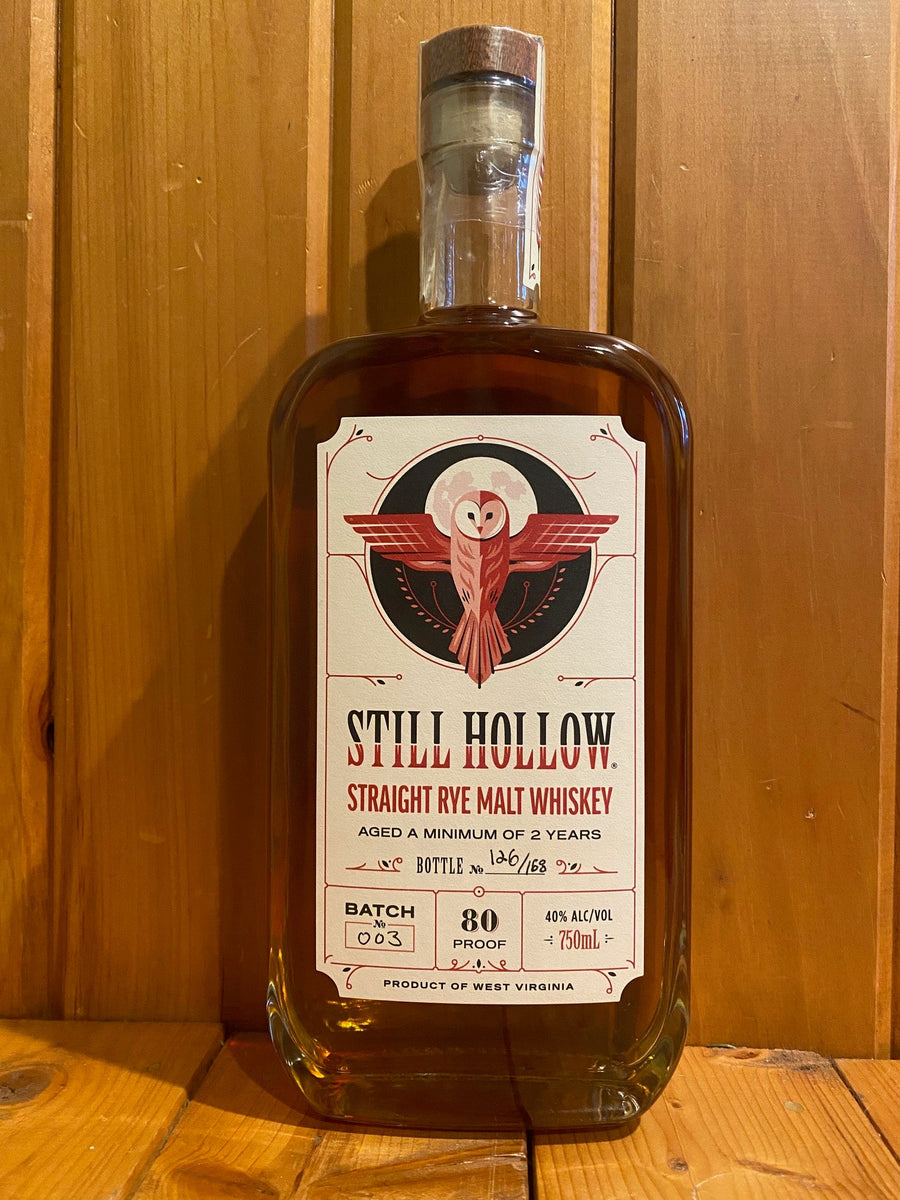 STILL HOLLOW®
STRAIGHT RYE MALT WHISKEY
AGED A MINIMUM OF 2 YEARS
BOTTLE № 126/168
BATCH
№
003
80
PROOF
40% ALC/VOL
750mL
PRODUCT OF WEST VIRGINIA